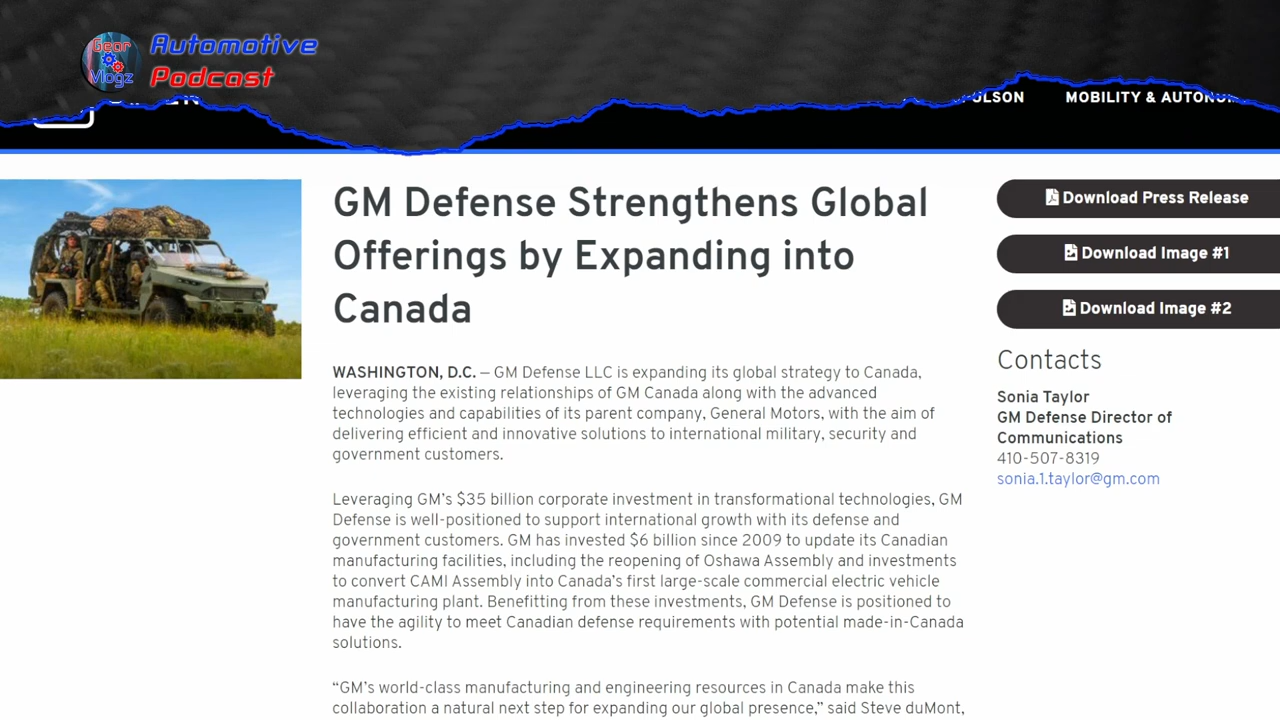 Gear
Vlogz
Automotive
Podcast
MOBILITY &
GM Defense Strengthens Global
Offerings by Expanding into
Canada
WASHINGTON, D.C. — GM Defense LLC is expanding its global strategy to Canada,
leveraging the existing relationships of GM Canada along with the advanced
technologies and capabilities of its parent company, General Motors, with the aim of
delivering efficient and innovative solutions to international military, security and
government customers.
Leveraging GM’s $35 billion corporate investment in transformational technologies, GM
Defense is well-positioned to support international growth with its defense and
government customers. GM has invested $6 billion since 2009 to update its Canadian
manufacturing facilities, including the reopening of Oshawa Assembly and investments
to convert CAMI Assembly into Canada’s first large-scale commercial electric vehicle
manufacturing plant. Benefitting from these investments, GM Defense is positioned to
have the agility to meet Canadian defense requirements with potential made-in-Canada
solutions.
“GM’s world-class manufacturing and engineering resources in Canada make this
collaboration a natural next step for expanding our global presence,” said Steve duMont,
Download Press Release
Download Image #1
Download Image #2
Contacts
Sonia Taylor
GM Defense Director of
Communications
410-507-8319
sonia.1.taylor@gm.com